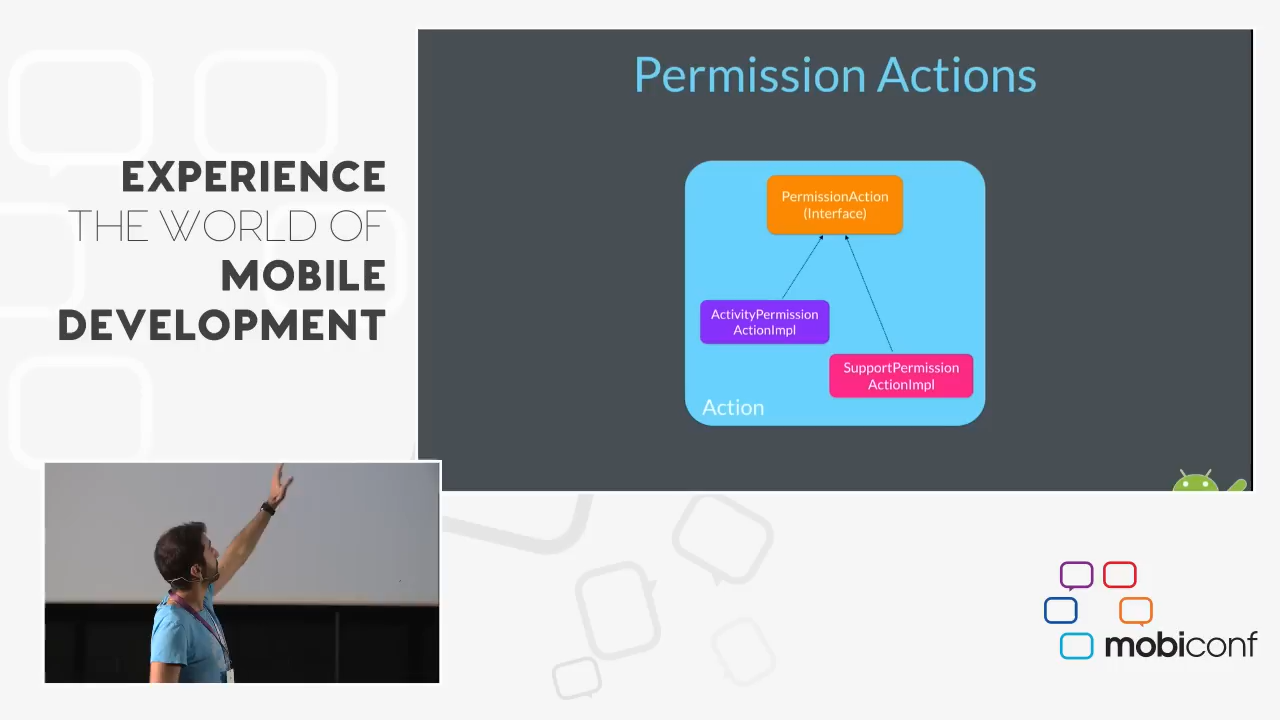 EXPERIENCE
THE WORLD OF
MOBILE
DEVELOPMENT
Permission Actions
PermissionAction
(Interface)
ActivityPermission
ActionImpl
SupportPermission
ActionImpl
Action
mobiconf